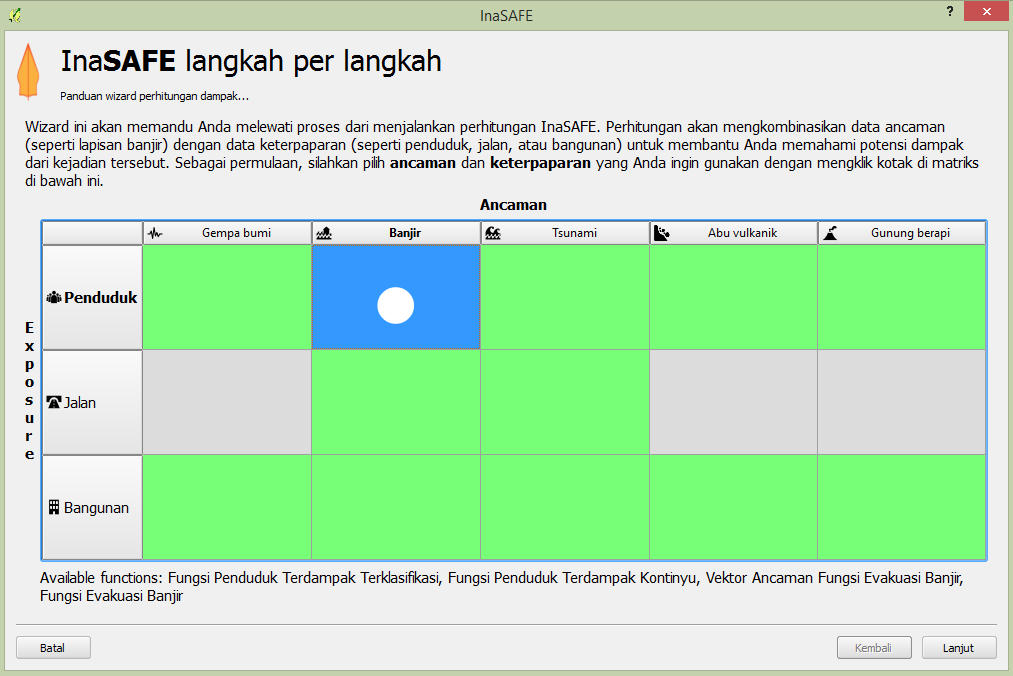 InaSAFE
?
InaSAFE langkah per langkah
Panduan wizard perhitungan dampak...
Wizard ini akan memandu Anda melewati proses dari menjalankan perhitungan InaSAFE. Perhitungan akan mengkombinasikan data ancaman
(seperti lapisan banjir) dengan data keterpaparan (seperti penduduk, jalan, atau bangunan) untuk membantu Anda memahami potensi dampak
dari kejadian tersebut. Sebagai permulaan, silahkan pilih ancaman dan keterpaparan yang Anda ingin gunakan dengan mengklik kotak di matriks
di bawah ini.
Ancaman
Gempa bumi Banjir Tsunami Abu vulkanik Gunung berapi
Exposure
Penduduk
Jalan
Bangunan
Available functions: Fungsi Penduduk Terdampak Terklasifikasi, Fungsi Penduduk Terdampak Kontinyu, Vektor Ancaman Fungsi Evakuasi Banjir,
Fungsi Evakuasi Banjir
Batal Kembali Lanjut